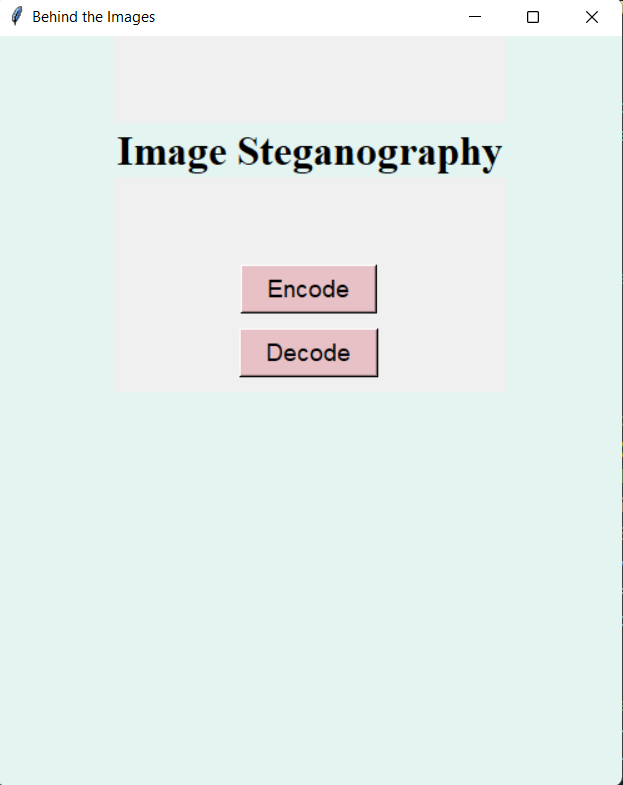 Behind the Images
Image Steganography
Encode
Decode